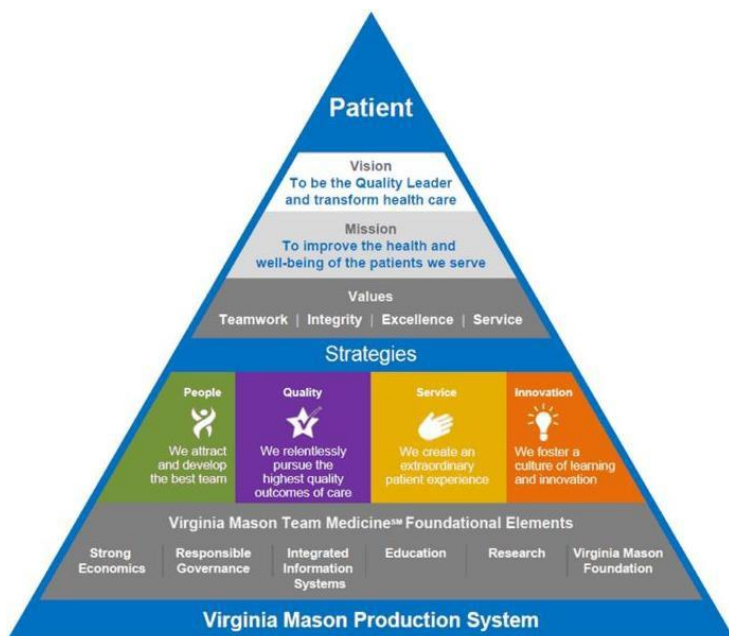 Patient
Vision
To be the Quality Leader
and transform health care
Mission
To improve the health and
well-being of the patients we serve
Values
Teamwork | Integrity | Excellence | Service
Strategies
People
We attract
and develop
the best team
Quality
We relentlessly
pursue the
highest quality
outcomes of care
Service
We create an
extraordinary
patient experience
Innovation
We foster a
culture of learning
and innovation
Virginia Mason Team Medicine℠ Foundational Elements
Strong
Economics
Responsible
Governance
Integrated
Information
Systems
Education
Research
Virginia Mason
Foundation
Virginia Mason Production System